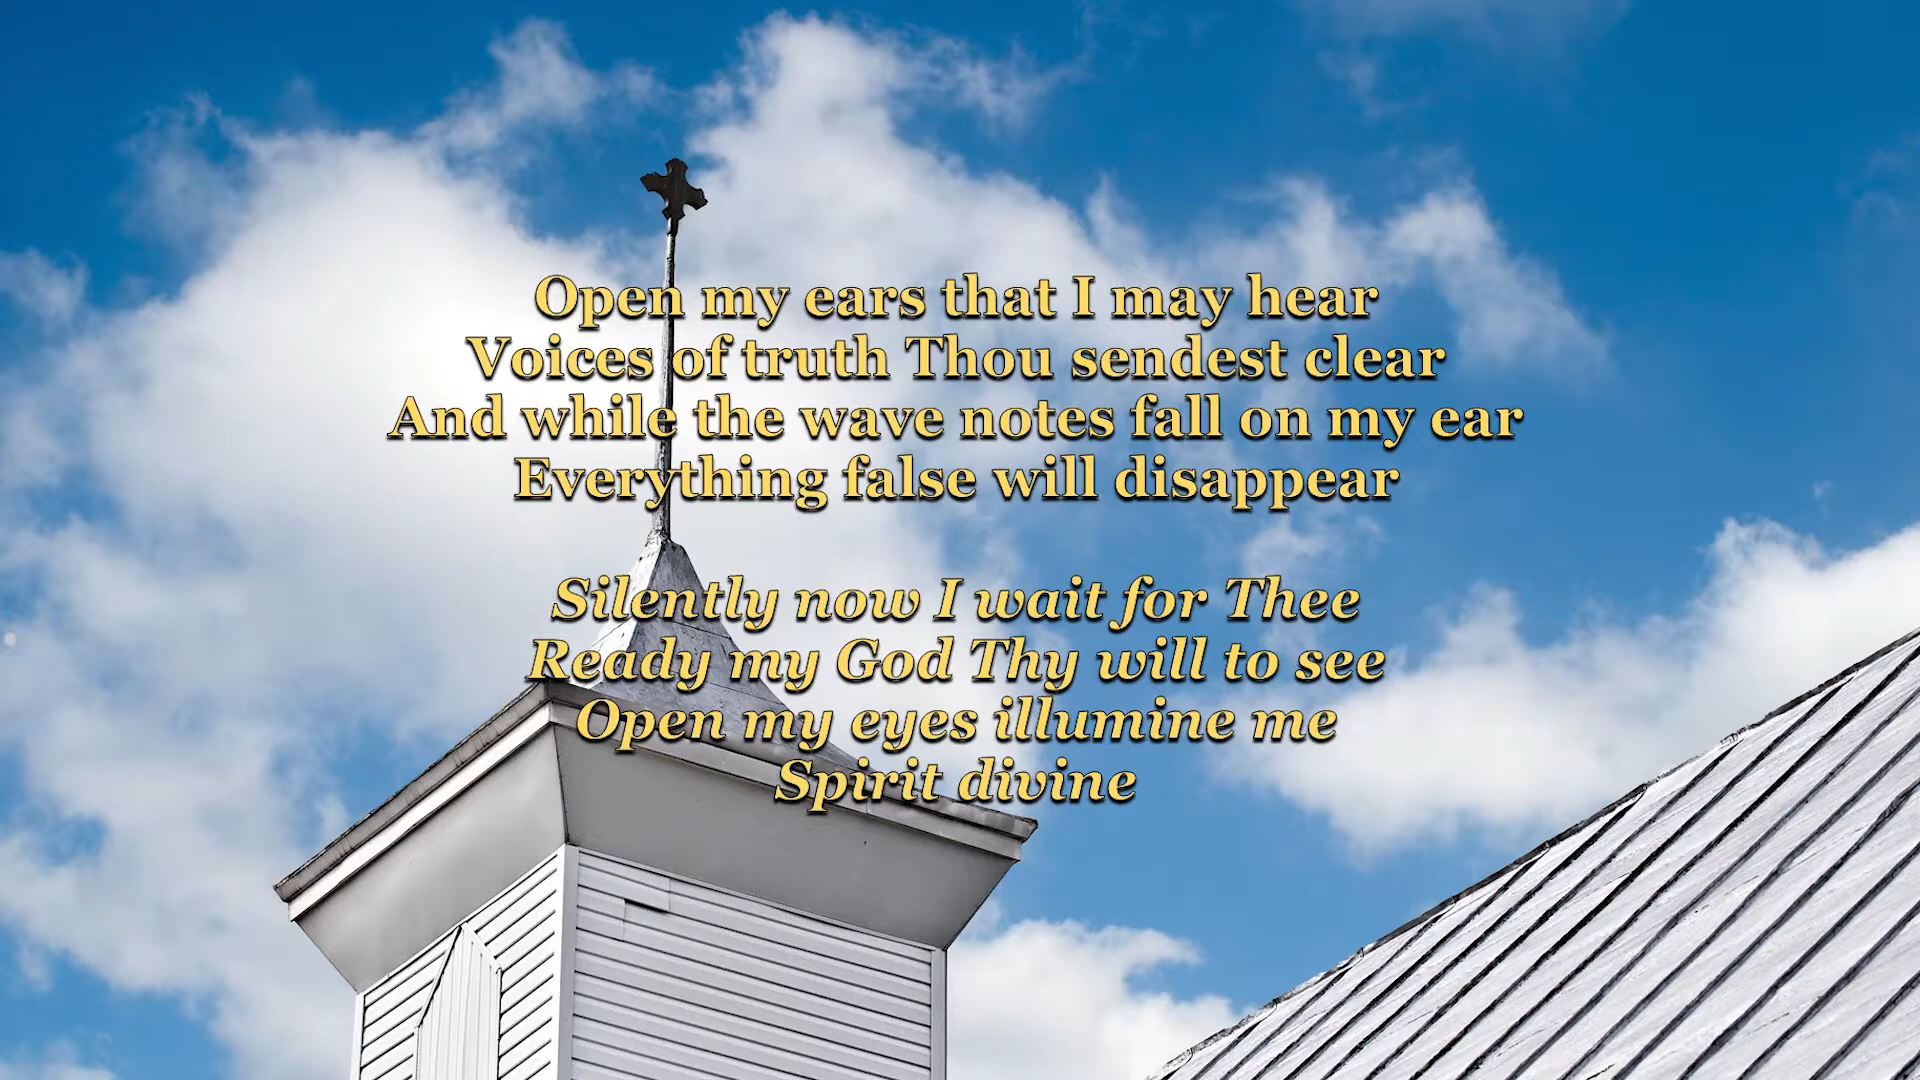 Open my ears that I may hear
Voices of truth Thou sendest clear
And while the wave notes fall on my ear
Everything false will disappear
Silently now I wait for Thee
Ready my God Thy will to see
Open my eyes illumine me
Spirit divine